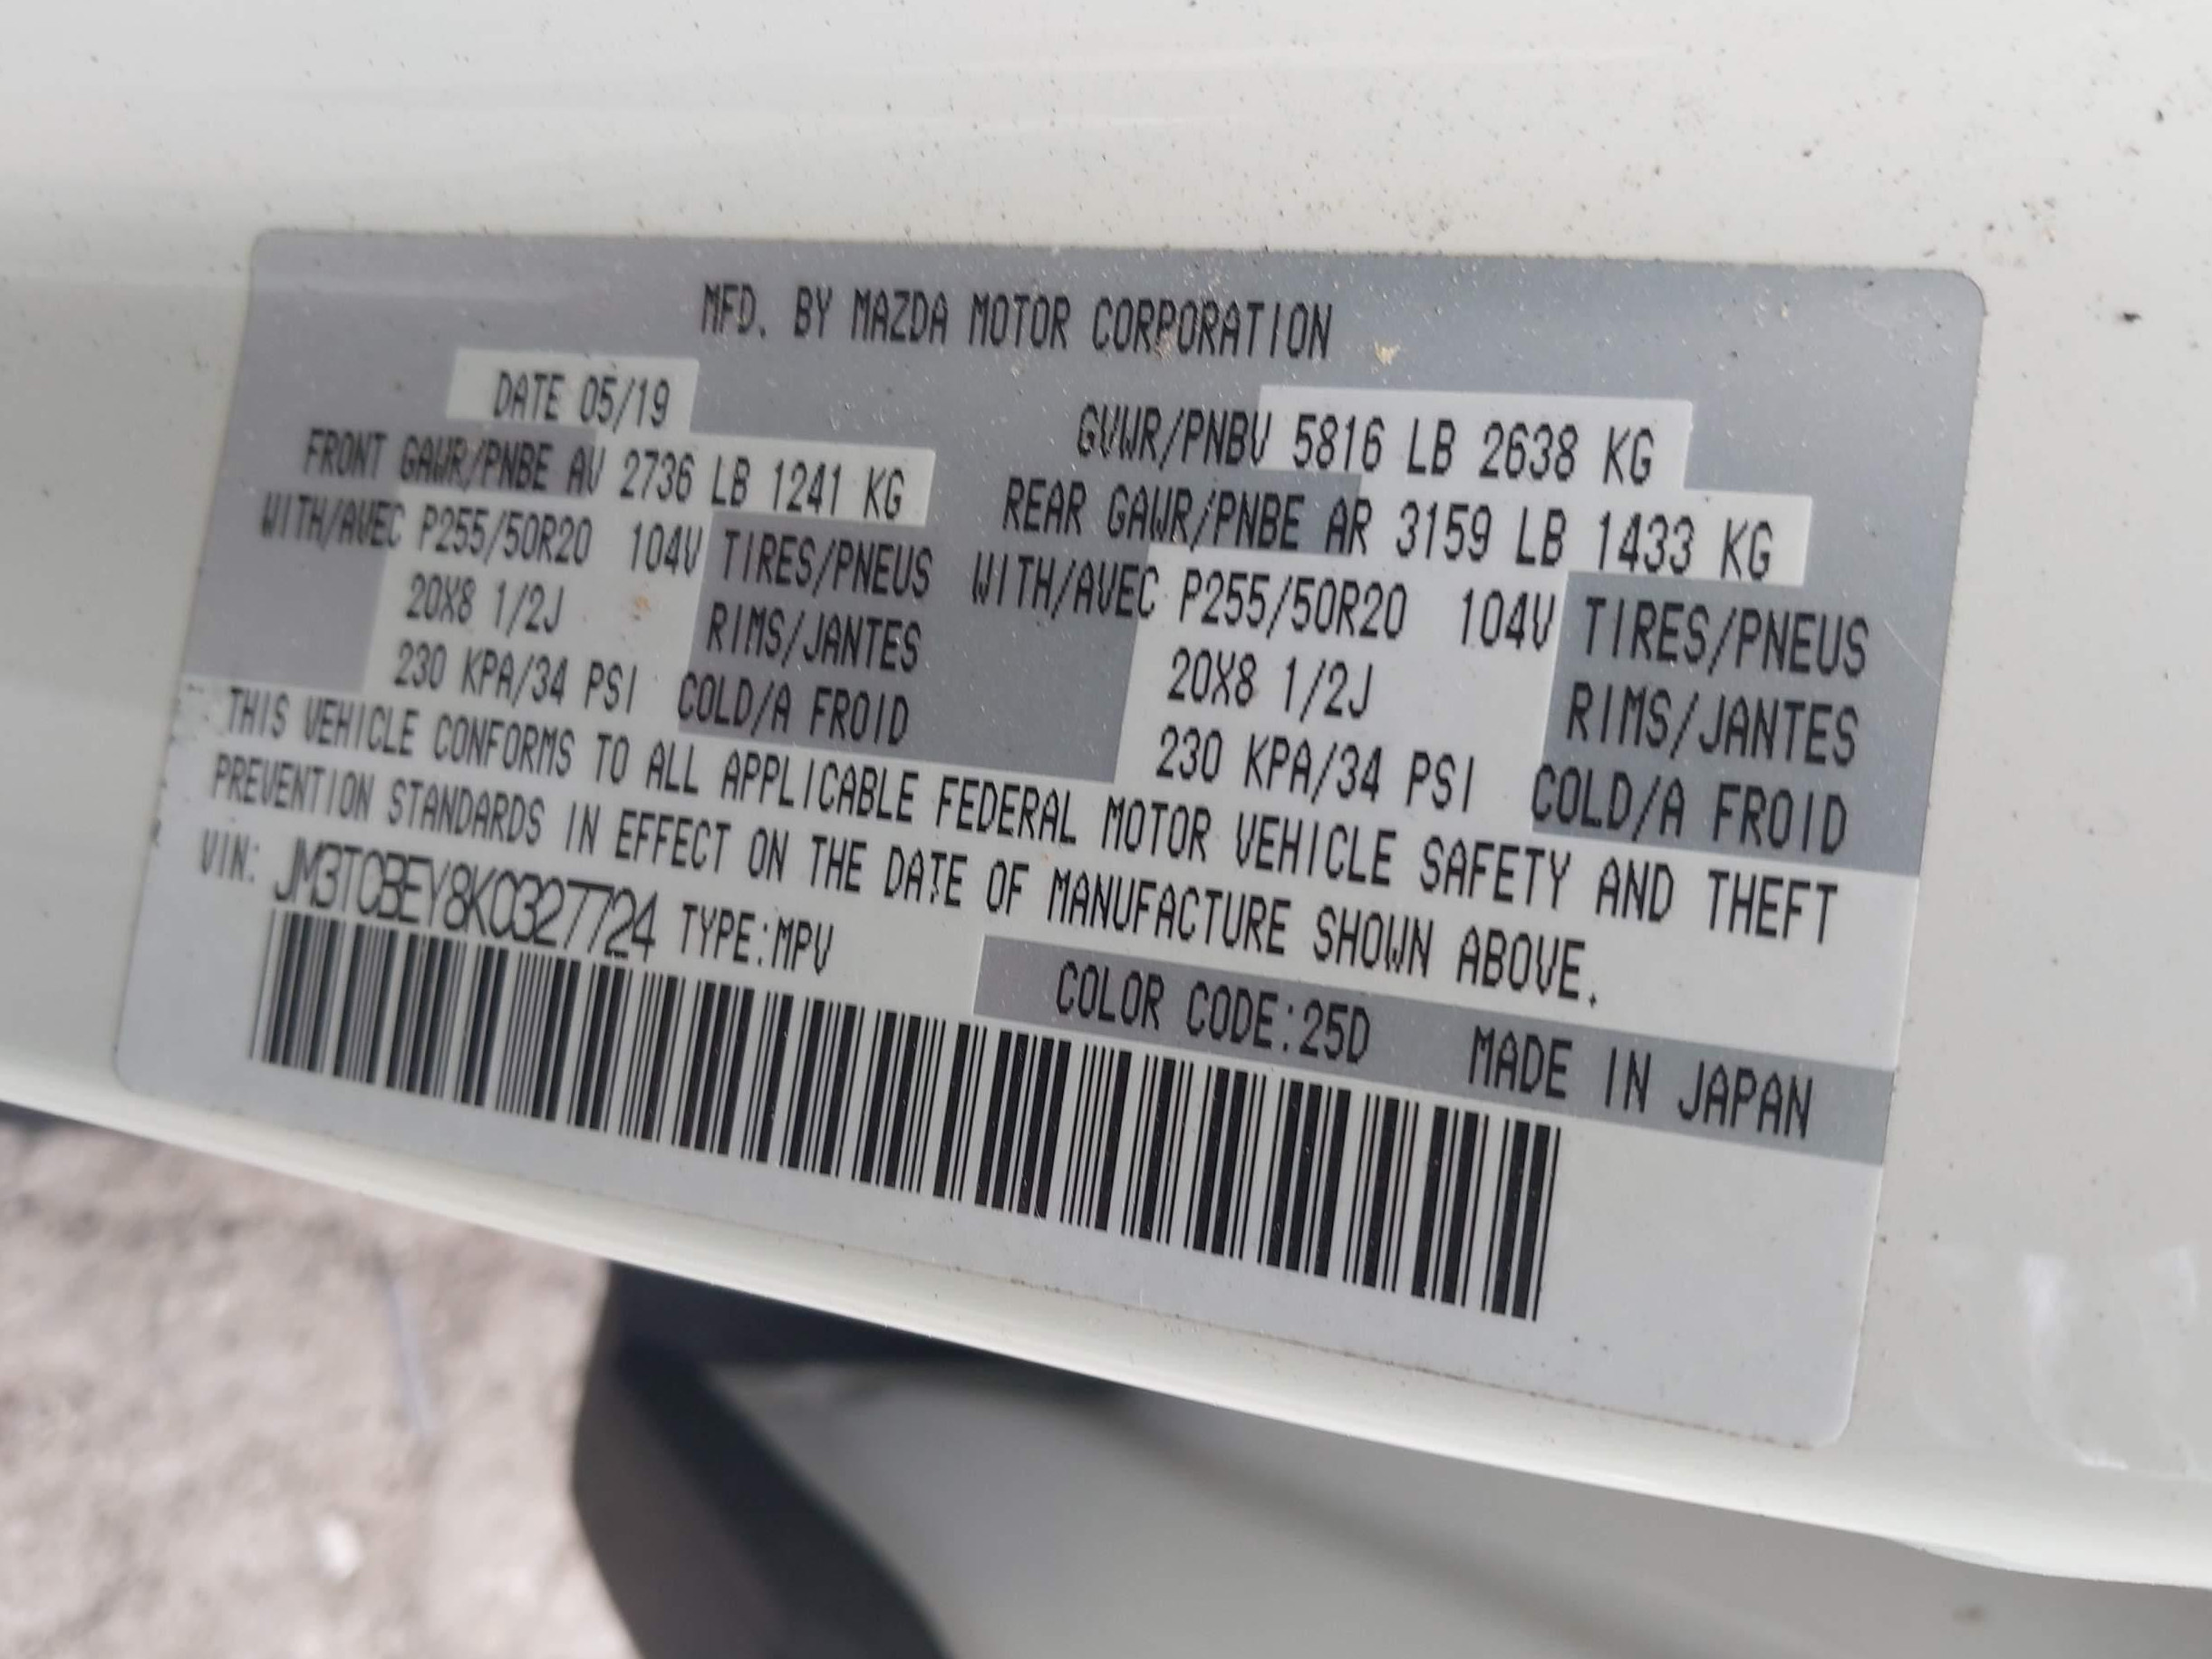 MFD. BY MAZDA MOTOR CORPORATION
DATE 05/19
GVWR/PNBV 5816 LB 2638 KG
FRONT GAWR/PNBE AV 2736 LB 1241 KG
REAR GAWR/PNBE AR 3159 LB 1433 KG
WITH/AVEC P255/50R20 104V TIRES/PNEUS
WITH/AVEC P255/50R20 104V TIRES/PNEUS
20X8 1/2J RIMS/JANTES
20X8 1/2J RIMS/JANTES
230 KPA/34 PSI COLD/A FROID
230 KPA/34 PSI COLD/A FROID
THIS VEHICLE CONFORMS TO ALL APPLICABLE FEDERAL MOTOR VEHICLE SAFETY AND THEFT
PREVENTION STANDARDS IN EFFECT ON THE DATE OF MANUFACTURE SHOWN ABOVE.
VIN: JM3TCBEY8K0327724 TYPE:MPV
COLOR CODE:25D MADE IN JAPAN